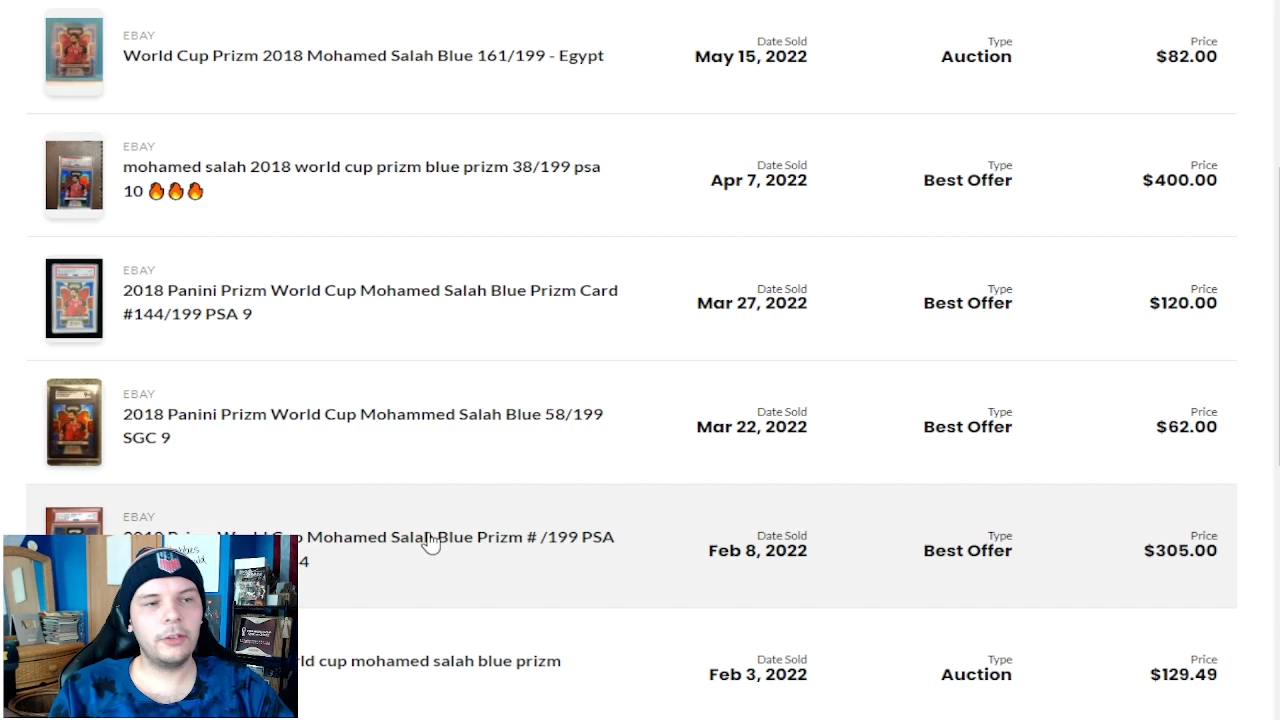 EBAY
World Cup Prizm 2018 Mohamed Salah Blue 161/199 - Egypt
Date Sold
May 15, 2022
Type
Auction
Price
$82.00
EBAY
mohamed salah 2018 world cup prizm blue prizm 38/199 psa
10 🔥🔥🔥
Date Sold
Apr 7, 2022
Type
Best Offer
Price
$400.00
EBAY
2018 Panini Prizm World Cup Mohamed Salah Blue Prizm Card
#144/199 PSA 9
Date Sold
Mar 27, 2022
Type
Best Offer
Price
$120.00
EBAY
2018 Panini Prizm World Cup Mohammed Salah Blue 58/199
SGC 9
Date Sold
Mar 22, 2022
Type
Best Offer
Price
$62.00
EBAY
Mohamed Salah Blue Prizm # /199 PSA
4
Date Sold
Feb 8, 2022
Type
Best Offer
Price
$305.00
cup mohamed salah blue prizm
Date Sold
Feb 3, 2022
Type
Auction
Price
$129.49